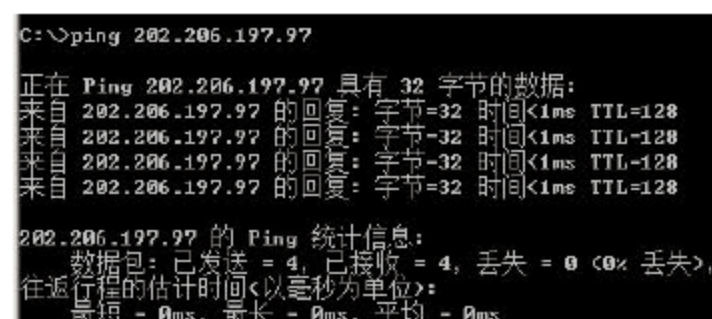 C:\>ping 202.206.197.97
正在 Ping 202.206.197.97 具有 32 字节的数据:
来自 202.206.197.97 的回复: 字节=32 时间<1ms TTL=128
来自 202.206.197.97 的回复: 字节=32 时间<1ms TTL=128
来自 202.206.197.97 的回复: 字节=32 时间<1ms TTL=128
来自 202.206.197.97 的回复: 字节=32 时间<1ms TTL=128
202.206.197.97 的 Ping 统计信息:
数据包: 已发送 = 4, 已接收 = 4, 丢失 = 0 (0% 丢失),
往返行程的估计时间(以毫秒为单位):
最短 = 0ms, 最长 = 0ms, 平均 = 0ms